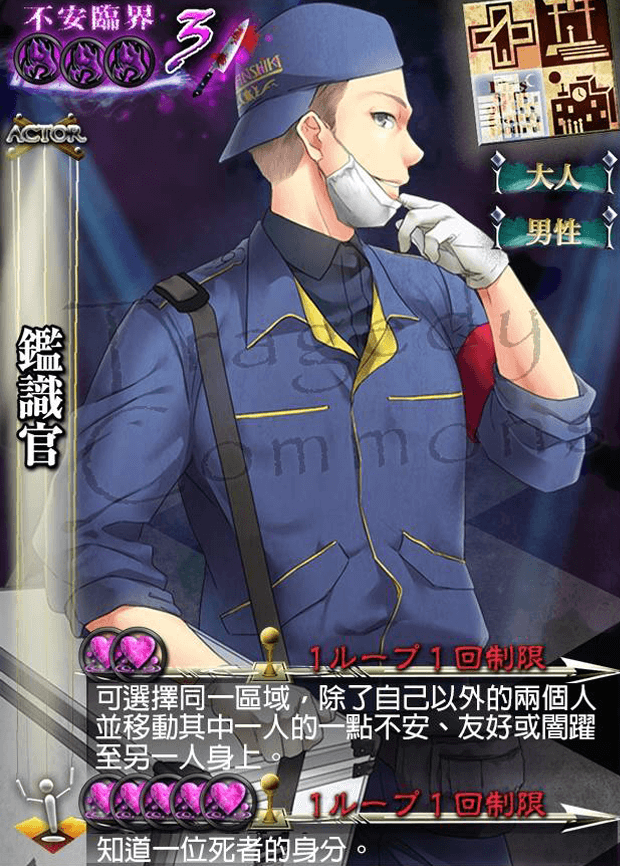 不安臨界
3
ACTOR
大人
男性
鑑識官
Tragedy
Commons
1ループ1回制限
可選擇同一區域，除了自己以外的兩個人
並移動其中一人的一點不安、友好或闇躍
至另一人身上。
1ループ1回制限
知道一位死者的身分。